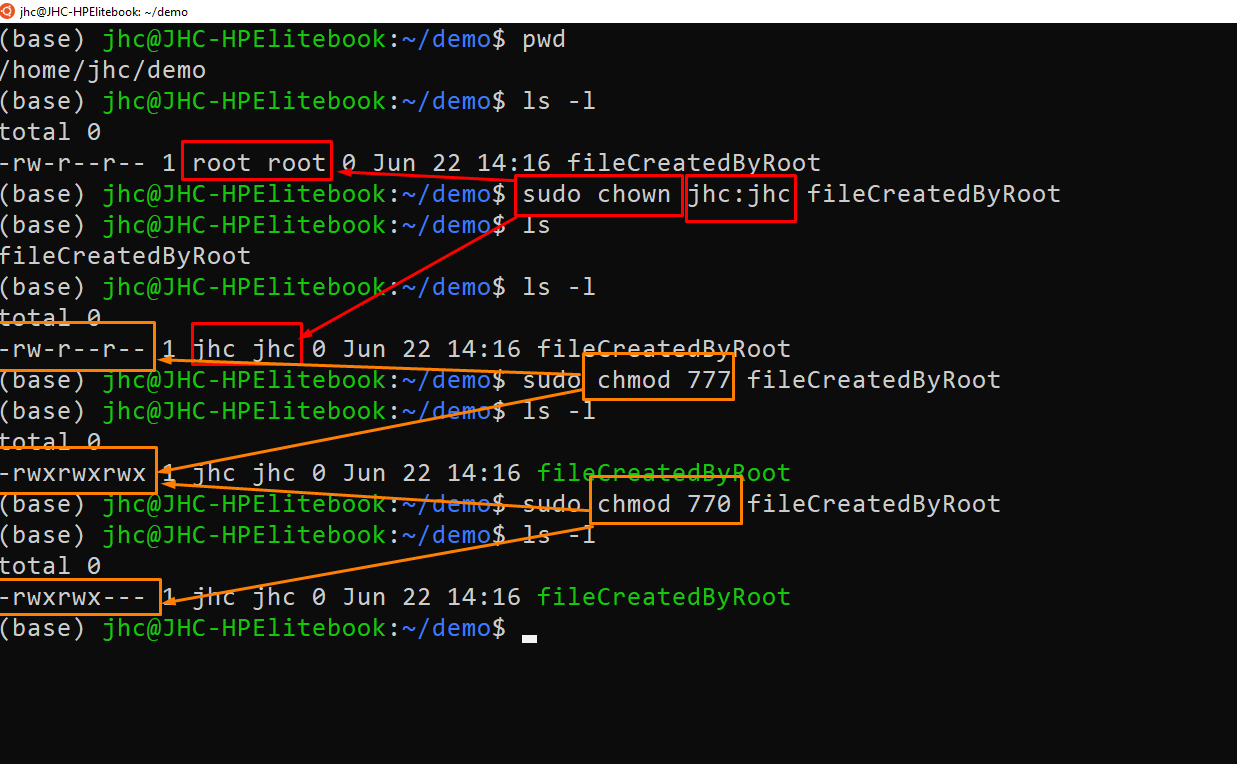 jhc@JHC-HPElitebook: ~/demo
(base) jhc@JHC-HPElitebook:~/demo$ pwd
/home/jhc/demo
(base) jhc@JHC-HPElitebook:~/demo$ ls -l
total 0
-rw-r--r-- 1 root root 0 Jun 22 14:16 fileCreatedByRoot
(base) jhc@JHC-HPElitebook:~/demo$ sudo chown jhc:jhc fileCreatedByRoot
(base) jhc@JHC-HPElitebook:~/demo$ ls
fileCreatedByRoot
(base) jhc@JHC-HPElitebook:~/demo$ ls -l
total 0
-rw-r--r-- 1 jhc jhc 0 Jun 22 14:16 fileCreatedByRoot
(base) jhc@JHC-HPElitebook:~/demo$ sudo chmod 777 fileCreatedByRoot
(base) jhc@JHC-HPElitebook:~/demo$ ls -l
total 0
-rwxrwxrwx 1 jhc jhc 0 Jun 22 14:16 fileCreatedByRoot
(base) jhc@JHC-HPElitebook:~/demo$ sudo chmod 770 fileCreatedByRoot
(base) jhc@JHC-HPElitebook:~/demo$ ls -l
total 0
-rwxrwx--- 1 jhc jhc 0 Jun 22 14:16 fileCreatedByRoot
(base) jhc@JHC-HPElitebook:~/demo$